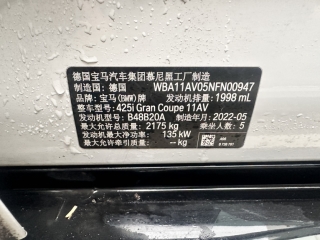 德国宝马汽车集团慕尼黑工厂制造
制造国：德国 WBA11AV05NFN00947
品牌：宝马(BMW)牌 发动机排量：1998 mL
整车型号：425i Gran Coupe 11AV
发动机型号：B48B20A 制造年月：2022-05
最大允许总质量：2175 kg 乘坐人数：5
发动机最大净功率：135 kW
最大允许牵引质量：-- kg